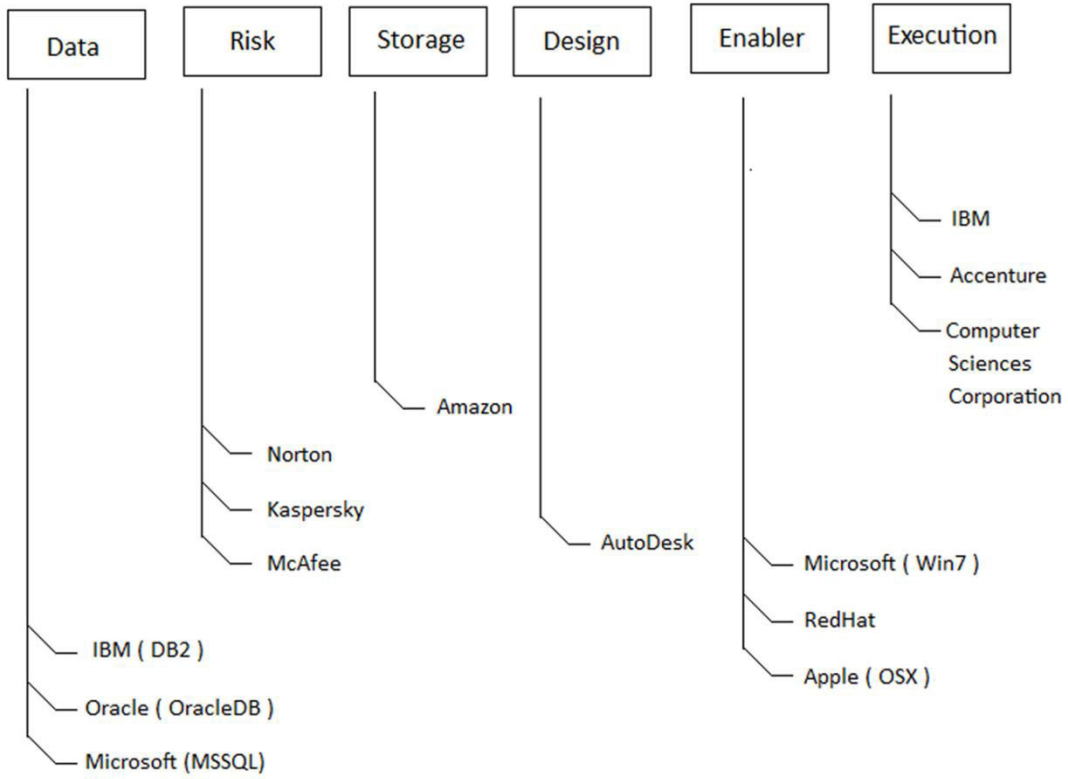 Data
Risk
Storage
Design
Enabler
Execution
IBM
Accenture
Computer
Sciences
Corporation
Amazon
Norton
Kaspersky
McAfee
AutoDesk
Microsoft ( Win7 )
RedHat
Apple ( OSX )
IBM ( DB2 )
Oracle ( OracleDB )
Microsoft (MSSQL)